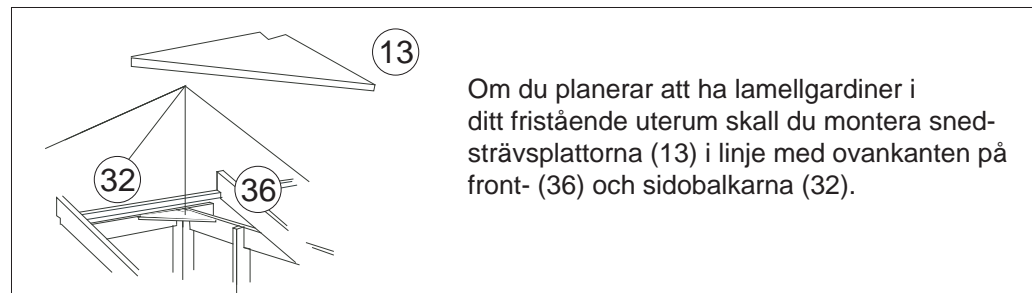 13
32
36
Om du planerar att ha lamellgardiner i
ditt fristående uterum skall du montera sned-
strävsplattorna (13) i linje med ovankanten på
front- (36) och sidobalkarna (32).